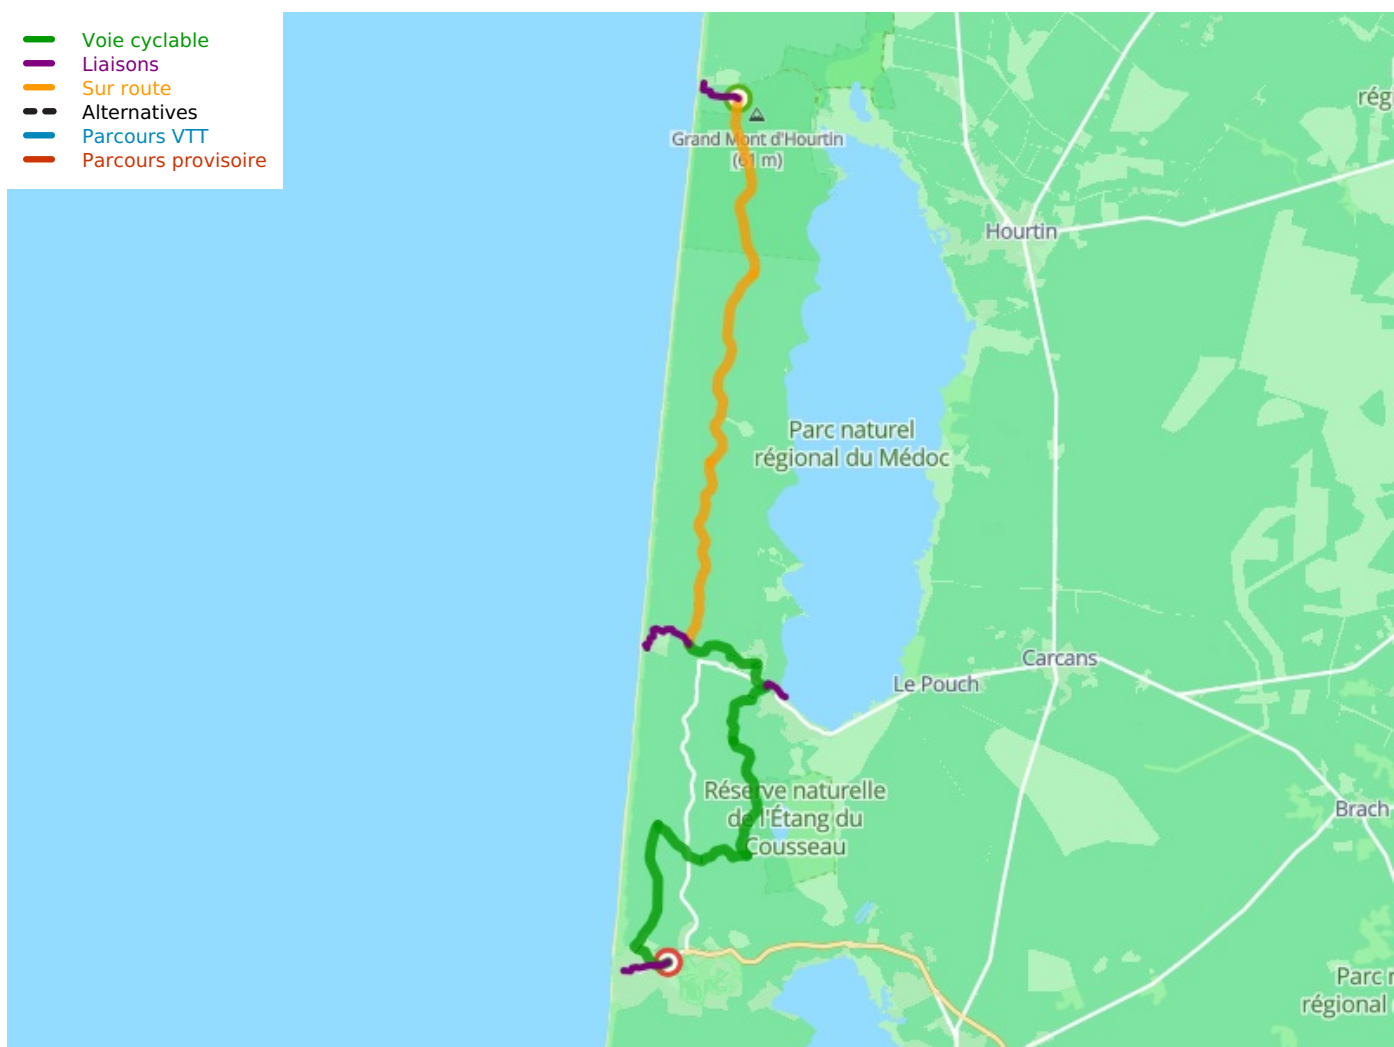 Voie cyclable
Liaisons
Sur route
Alternatives
Parcours VTT
Parcours provisoire
régi
Grand Mont d'Hourtin
(61 m)
Hourtin
Parc naturel
régional du Médoc
Carcans
Le Pouch
Réserve naturelle
de l'Étang du
Cousseau
Brach
Parc r
régional